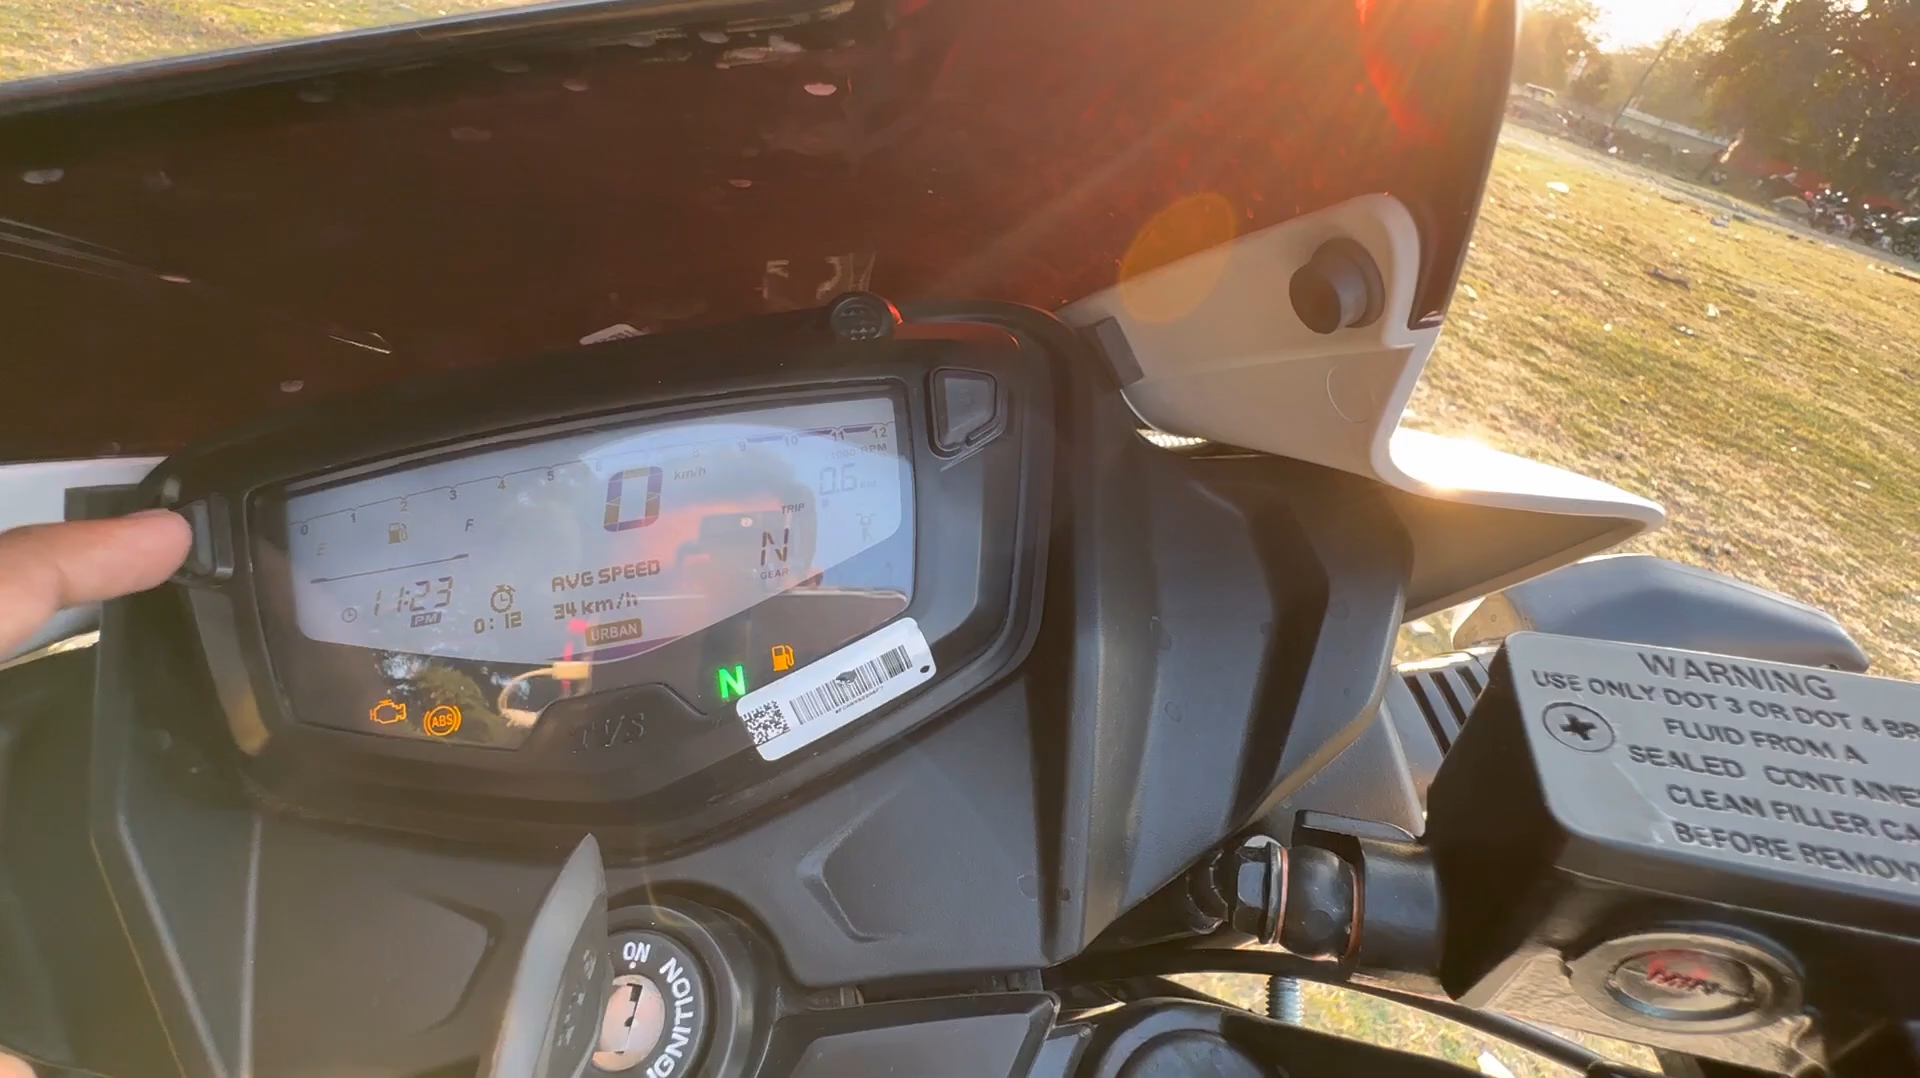 0 1 2 3 4 5 8 9 10 11 12
RPM
0 km/h
0.6
E F
TRIP
N
GEAR
11:23
PM
0:12
AVG SPEED
34 km/h
URBAN
N
ABS
TVS
ON
IGNITION
WARNING
USE ONLY DOT 3 OR DOT 4 BR
FLUID FROM A
SEALED CONTAINE
CLEAN FILLER CA
BEFORE REMOV